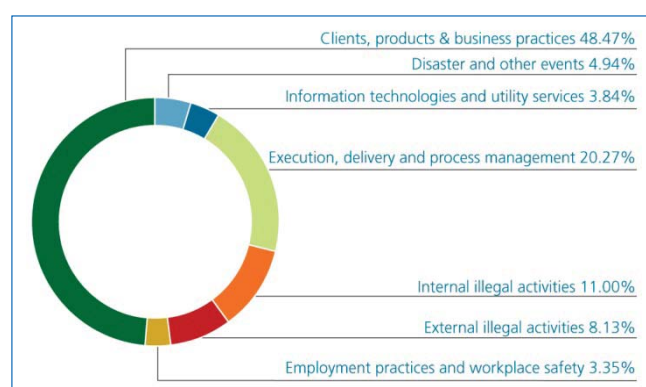 Clients, products & business practices 48.47%
Disaster and other events 4.94%
Information technologies and utility services 3.84%
Execution, delivery and process management 20.27%
Internal illegal activities 11.00%
External illegal activities 8.13%
Employment practices and workplace safety 3.35%